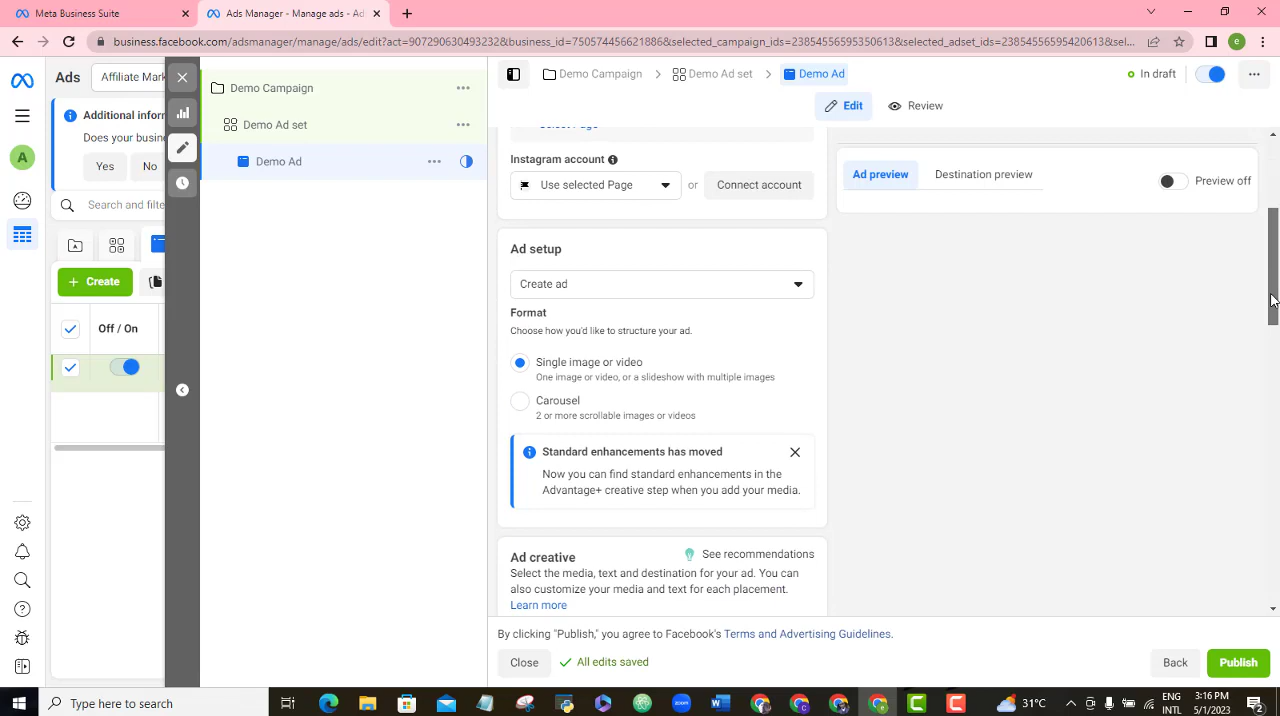 Meta Business Suite
Ads Manager - Manage ads - Ad
business.facebook.com/adsmanager/manage/ads/edit?act=907290630493232&business_id=750574456621886&selected_campaign_ids=23854556595350613&selected_adset_ids=23854556595420613&sel...
e
Ads
Affiliate Mark
Additional infor
Does your busine
Yes
No
Search and filte
Create
Off / On
A
Demo Campaign
Demo Ad set
Demo Ad
Demo Campaign
Demo Ad set
Demo Ad
In draft
Edit
Review
Instagram account
Use selected Page
or
Connect account
Ad preview
Destination preview
Preview off
Ad setup
Create ad
Format
Choose how you'd like to structure your ad.
Single image or video
One image or video, or a slideshow with multiple images
Carousel
2 or more scrollable images or videos
Standard enhancements has moved
Now you can find standard enhancements in the
Advantage+ creative step when you add your media.
Ad creative
See recommendations
Select the media, text and destination for your ad. You can
also customize your media and text for each placement.
Learn more
By clicking "Publish," you agree to Facebook's Terms and Advertising Guidelines.
Close
All edits saved
Back
Publish
Type here to search
31°C
ENG
INTL
3:16 PM
5/1/2023